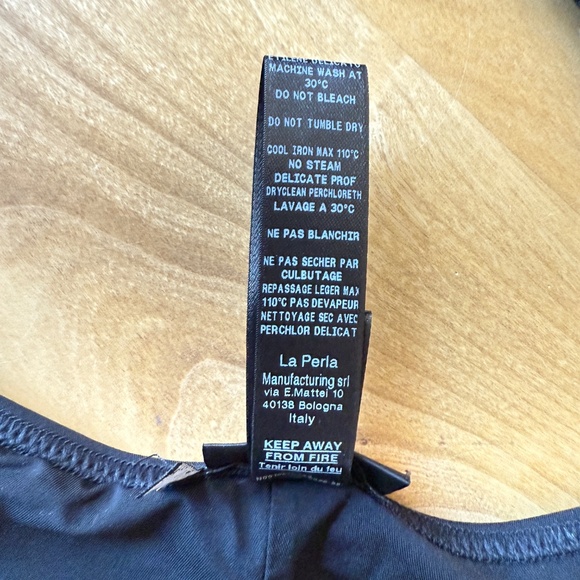 MACHINE WASH AT
30°C
DO NOT BLEACH
DO NOT TUMBLE DRY
COOL IRON MAX 110°C
NO STEAM
DELICATE PROF
DRYCLEAN PERCHLORETH
LAVAGE A 30°C
NE PAS BLANCHIR
NE PAS SECHER PAR
CULBUTAGE
REPASSAGE LEGER MAX
110°C PAS DEVAPEUR
NETTOYAGE SEC AVEC
PERCHLOR DELICAT
La Perla
Manufacturing srl
via E.Mattei 10
40138 Bologna
Italy
KEEP AWAY
FROM FIRE
Tenir loin du feu